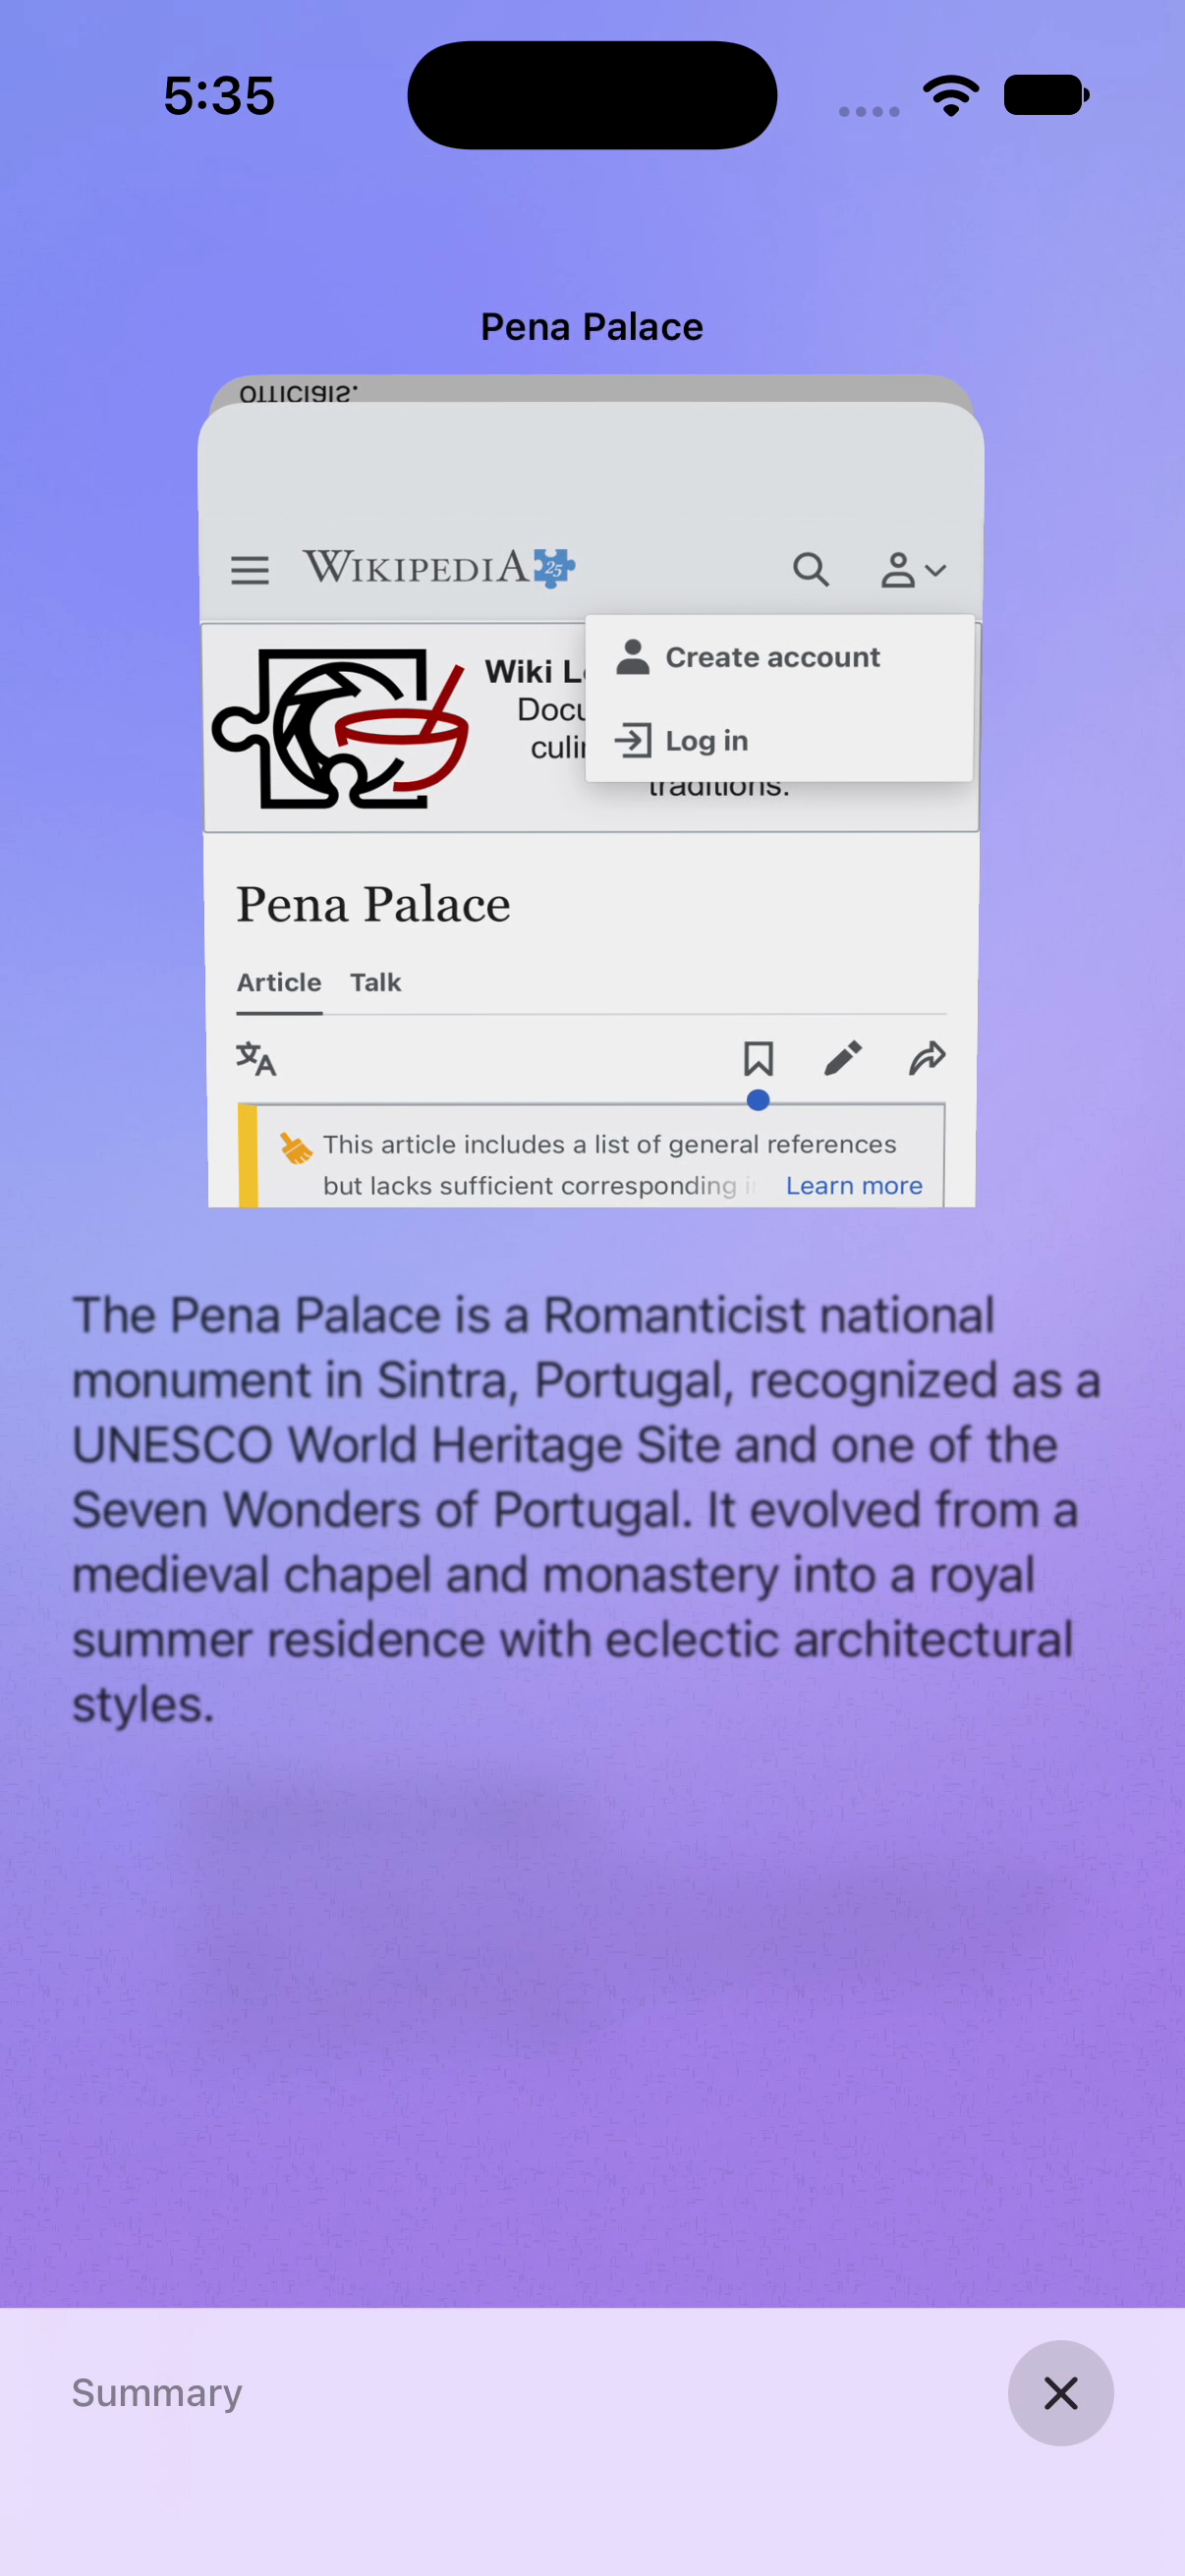 5:35
Pena Palace
officials.
WIKIPEDIA 25
Create account
Log in
Wiki
traditions.
Pena Palace
Article Talk
This article includes a list of general references
but lacks sufficient corresponding Learn more
The Pena Palace is a Romanticist national
monument in Sintra, Portugal, recognized as a
UNESCO World Heritage Site and one of the
Seven Wonders of Portugal. It evolved from a
medieval chapel and monastery into a royal
summer residence with eclectic architectural
styles.
Summary